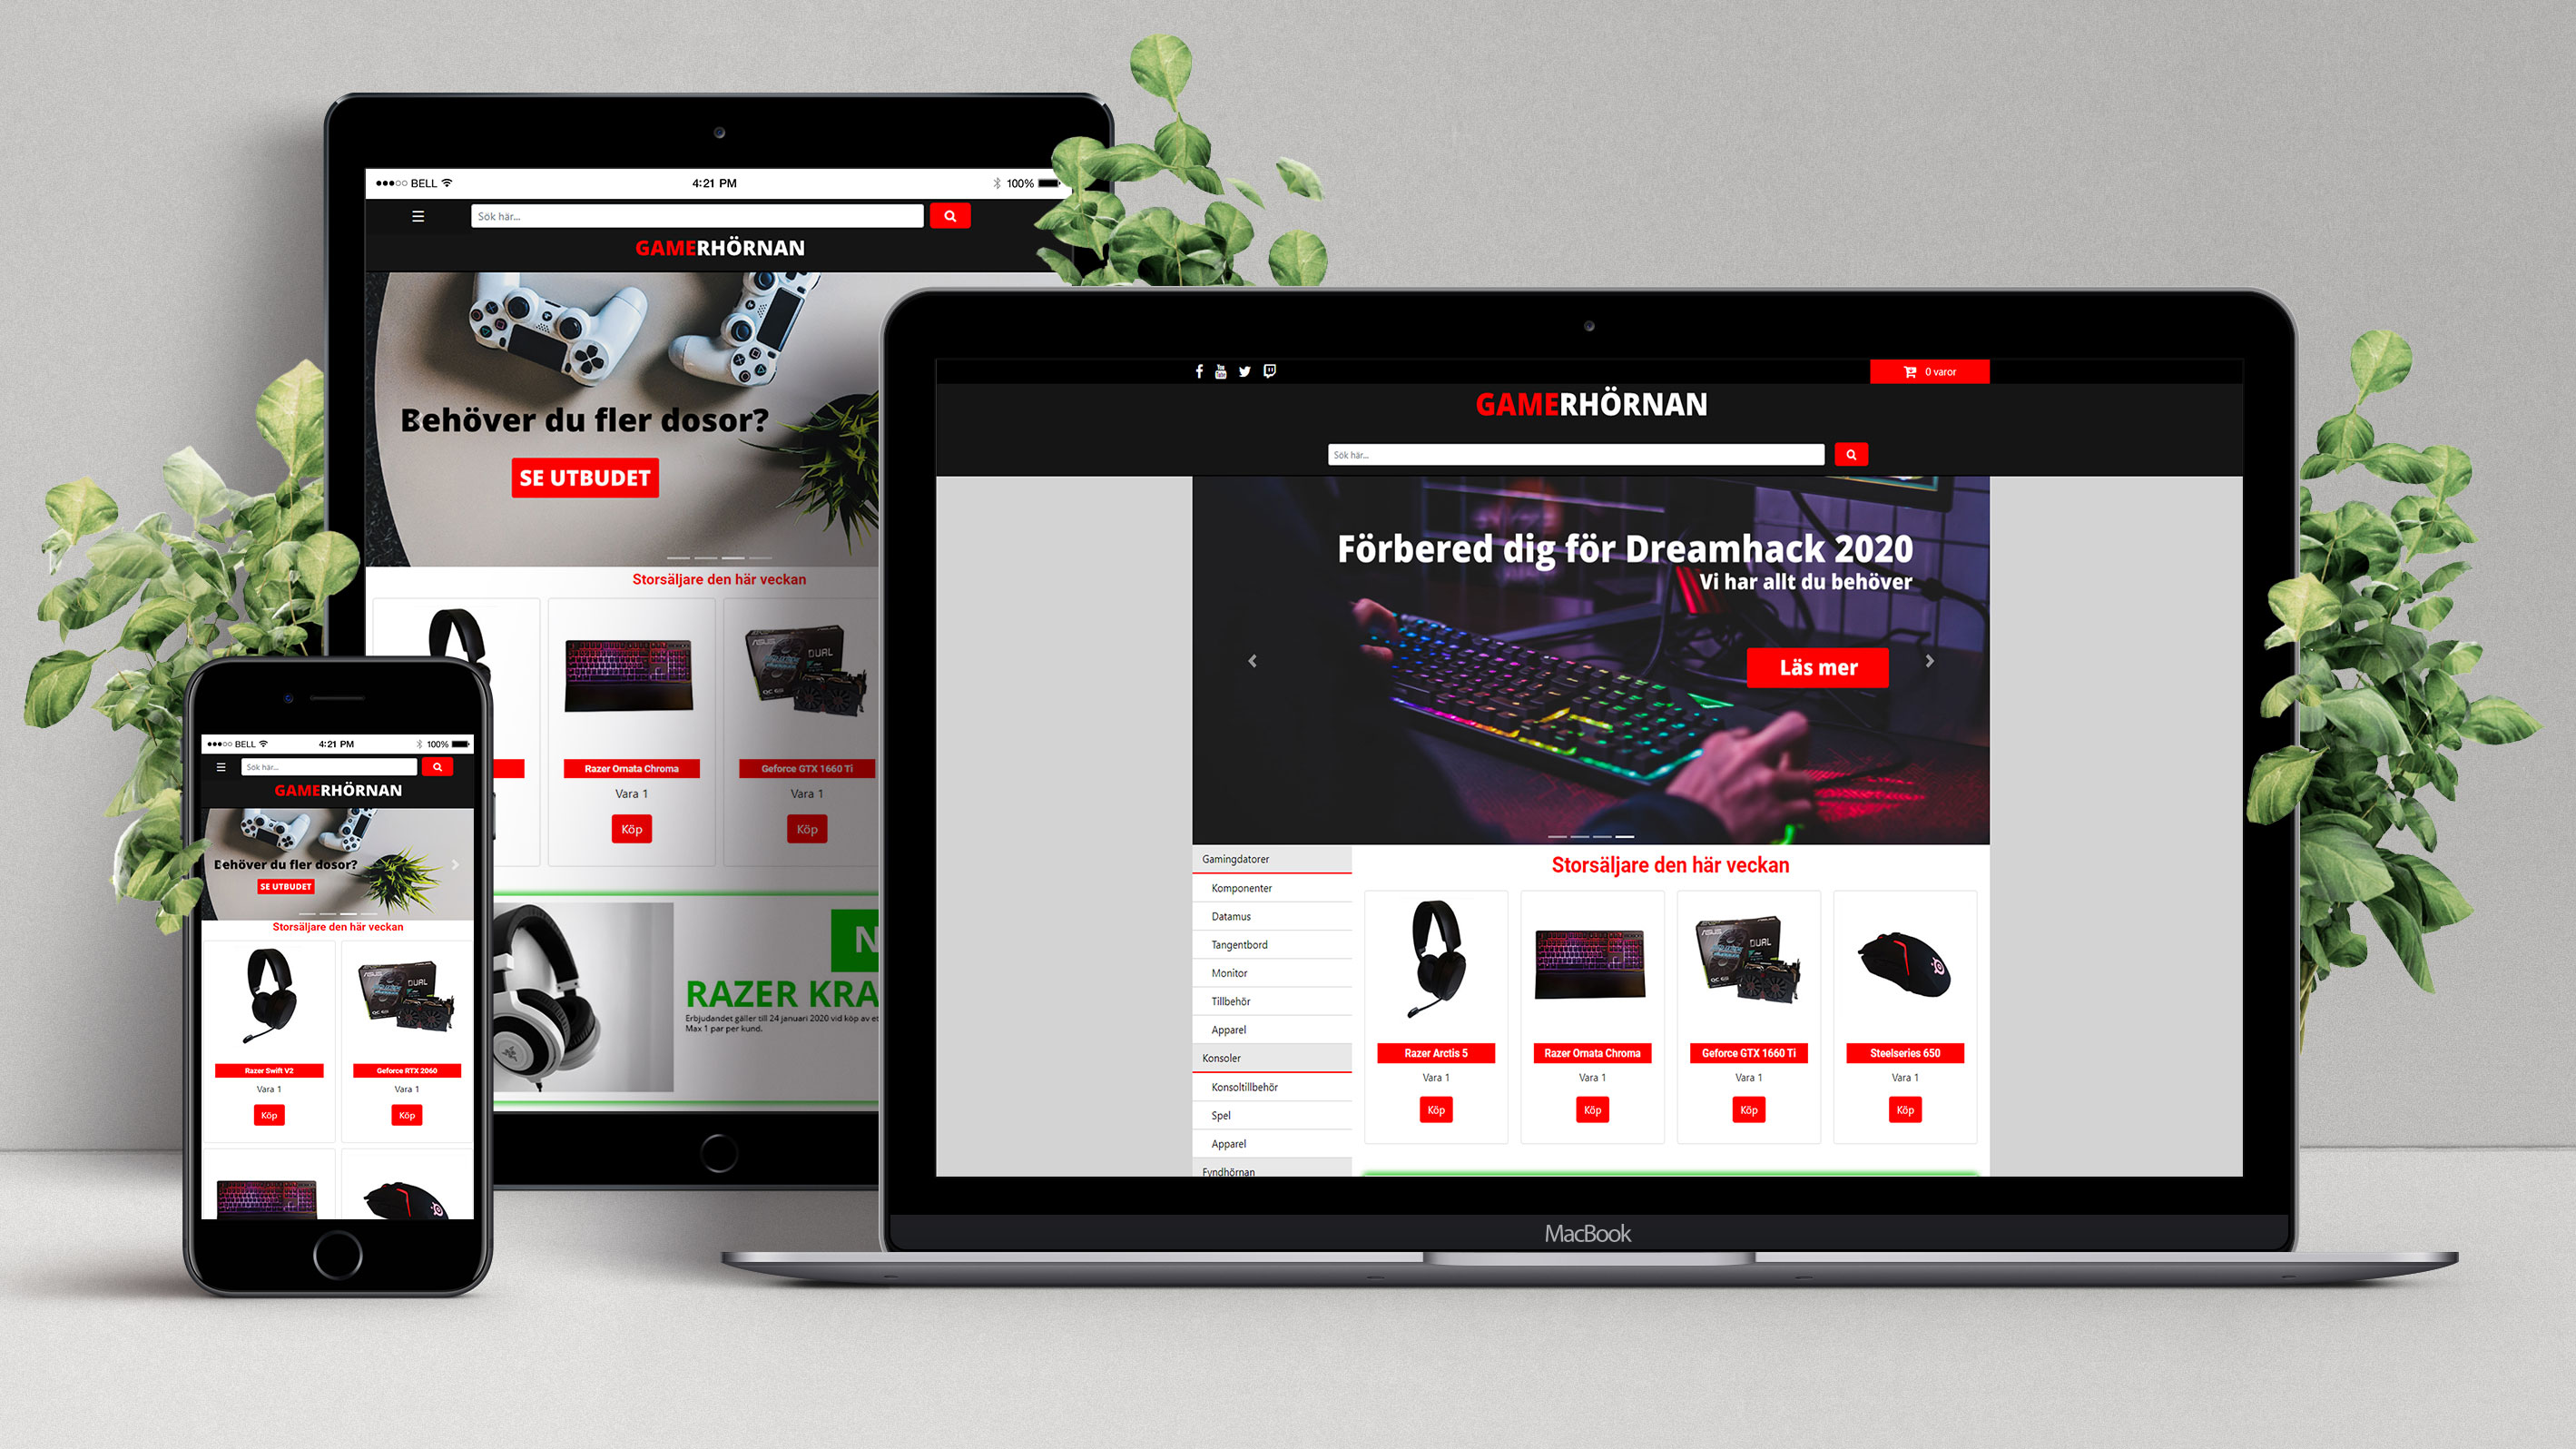 BELL
4:21 PM
100%
Sök här...
GAMERHÖRNAN
Behöver du fler dosor?
SE UTBUDET
Storsäljare den här veckan
Razer Ornata Chroma
Geforce GTX 1660 Ti
Vara 1
Vara 1
Köp
Köp
N
RAZER KRA
Erbjudandet gäller till 24 januari 2020 vid köp av et
Max 1 par per kund.
BELL
4:21 PM
100%
Sök här...
GAMERHÖRNAN
Behöver du fler dosor?
SE UTBUDET
Storsäljare den här veckan
Razer Swift V2
Geforce RTX 2060
Vara 1
Vara 1
Köp
Köp
0 varor
GAMERHÖRNAN
Sök här...
Förbered dig för Dreamhack 2020
Vi har allt du behöver
Läs mer
Gamingdatorer
Komponenter
Datamus
Tangentbord
Monitor
Tillbehör
Apparel
Konsoler
Konsoltillbehör
Spel
Apparel
Fyndhörnan
Storsäljare den här veckan
Razer Arctis 5
Razer Ornata Chroma
Geforce GTX 1660 Ti
Steelseries 650
Vara 1
Vara 1
Vara 1
Vara 1
Köp
Köp
Köp
Köp
MacBook